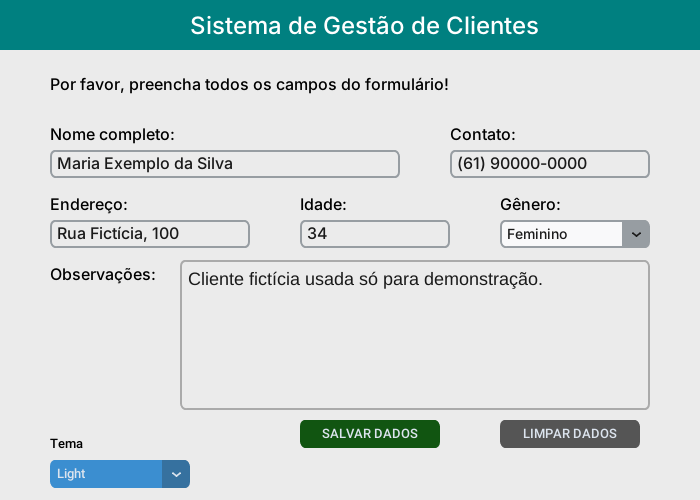 Sistema de Gestão de Clientes
Por favor, preencha todos os campos do formulário!
Nome completo: Contato:
Maria Exemplo da Silva (61) 90000-0000
Endereço: Idade: Gênero:
Rua Fictícia, 100 34 Feminino
Observações: Cliente fictícia usada só para demonstração.
SALVAR DADOS LIMPAR DADOS
Tema
Light